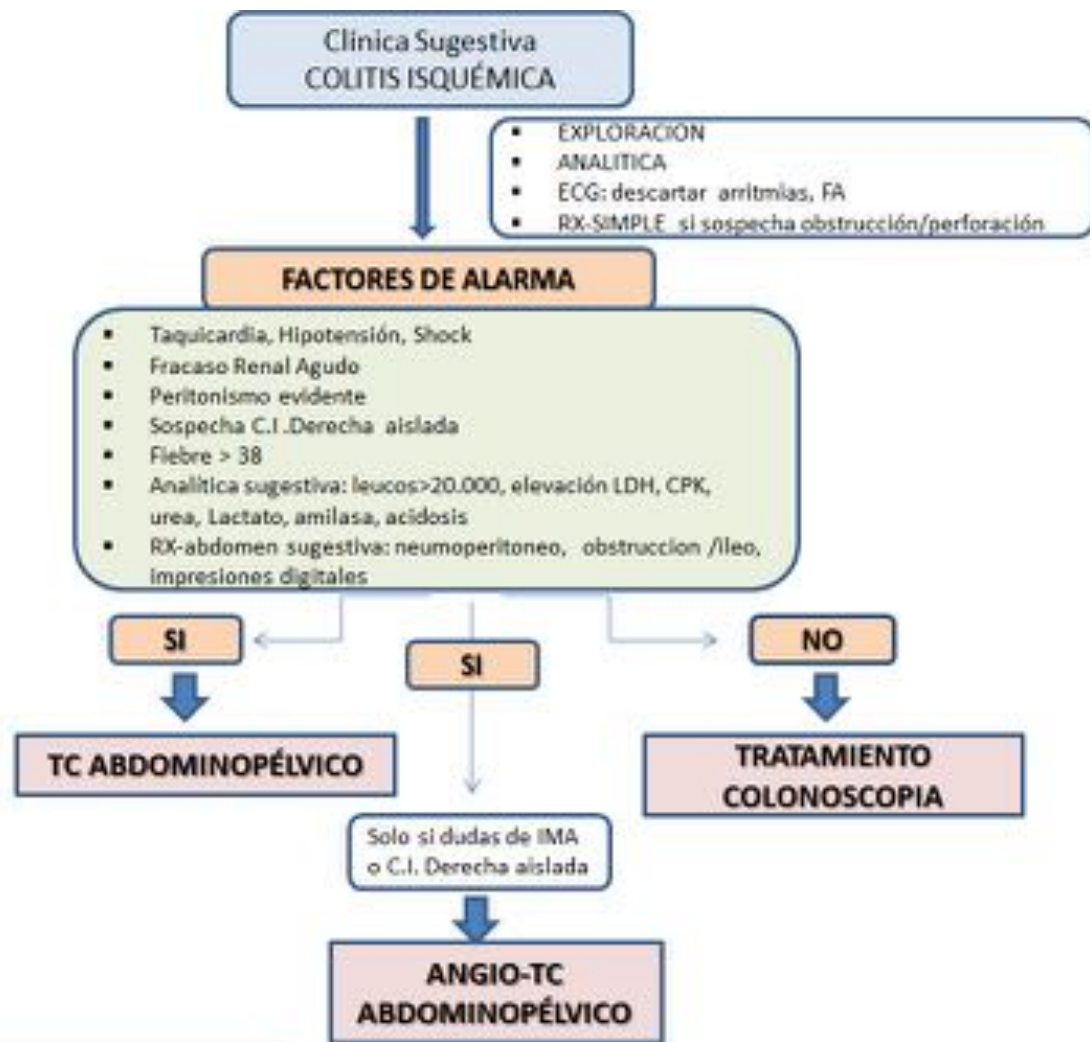 Clínica Sugestiva
COLITIS ISQUÉMICA
▪ EXPLORACION
▪ ANALITICA
▪ ECG: descartar arritmias, FA
▪ RX-SIMPLE si sospecha obstrucción/perforación
FACTORES DE ALARMA
▪ Taquicardia, Hipotensión, Shock
▪ Fracaso Renal Agudo
▪ Peritonismo evidente
▪ Sospecha C.I .Derecha aislada
▪ Fiebre > 38
▪ Analítica sugestiva: leucos>20.000, elevación LDH, CPK,
urea, Lactato, amilasa, acidosis
▪ RX-abdomen sugestiva: neumoperitoneo, obstruccion /ileo,
impresiones digitales
SI
SI
NO
TC ABDOMINOPÉLVICO
TRATAMIENTO
COLONOSCOPIA
Solo si dudas de IMA
o C.I. Derecha aislada
ANGIO-TC
ABDOMINOPÉLVICO